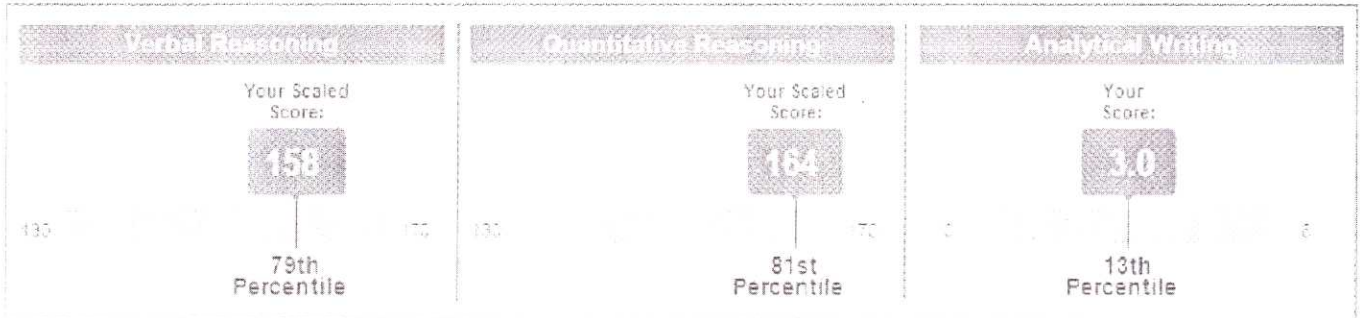 Verbal Reasoning
Your Scaled
Score:
158
130
170
79th
Percentile
Quantitative Reasoning
Your Scaled
Score:
164
130
170
81st
Percentile
Analytical Writing
Your
Score:
3.0
0
6
13th
Percentile